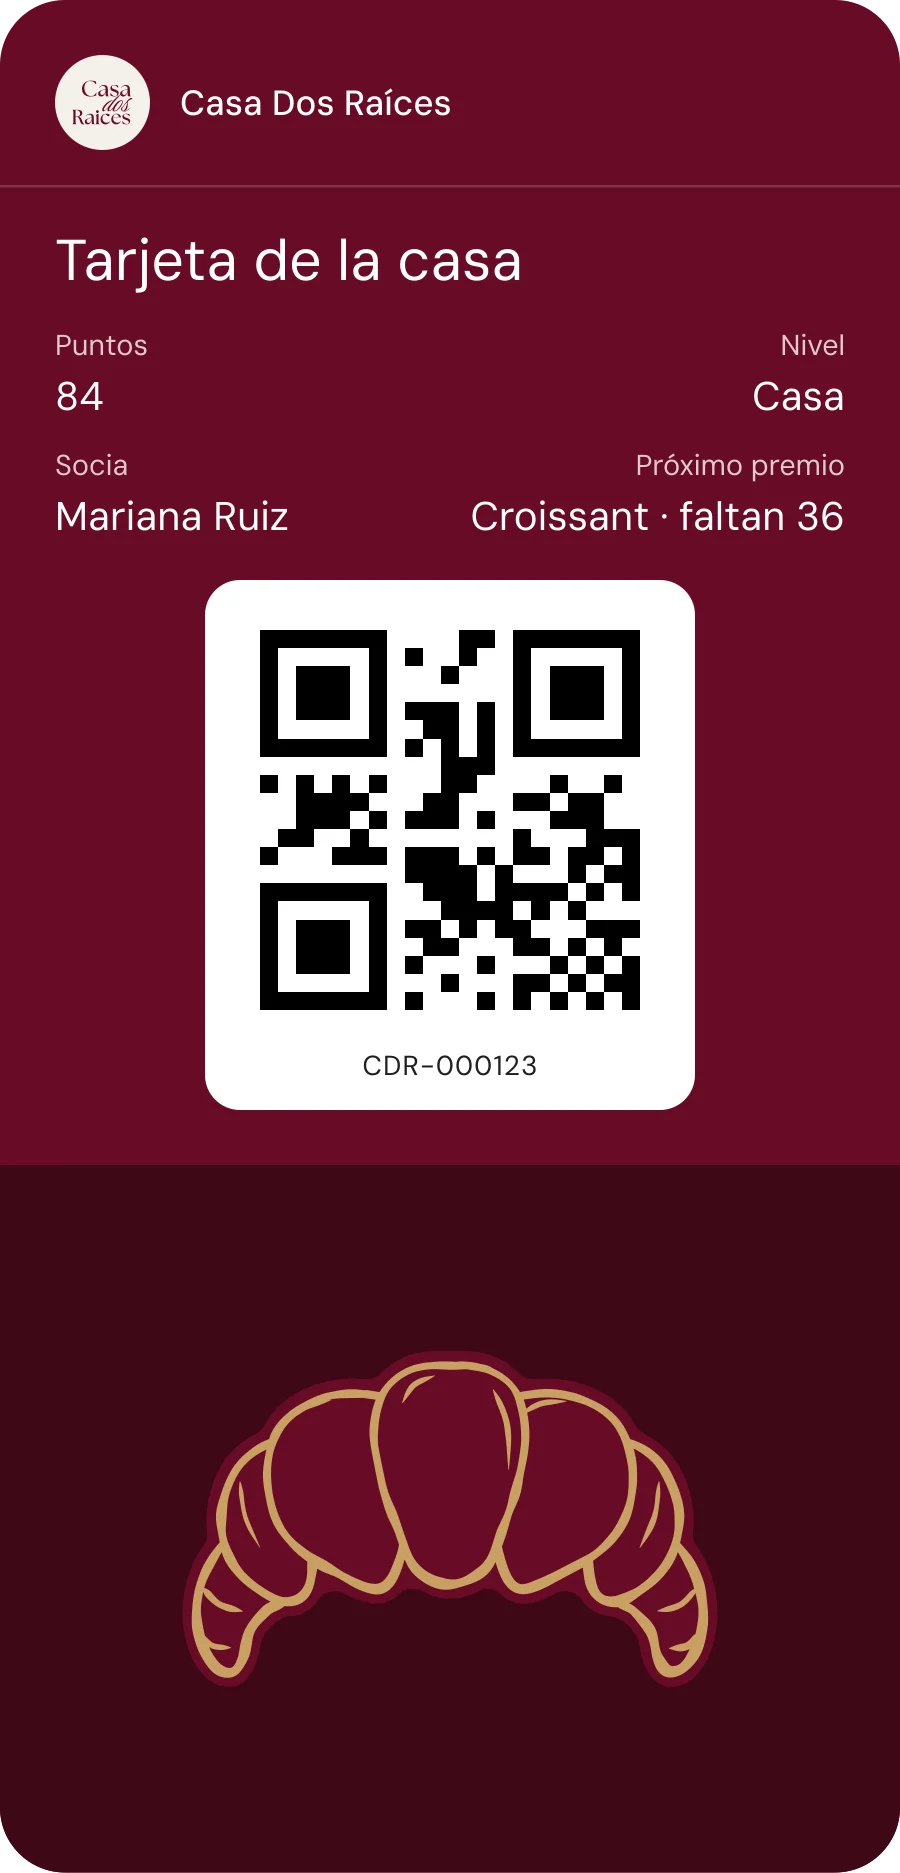 Casa
dos
Raíces
Casa Dos Raíces
Tarjeta de la casa
Puntos
Nivel
84
Casa
Socia
Próximo premio
Mariana Ruiz
Croissant · faltan 36
CDR-000123